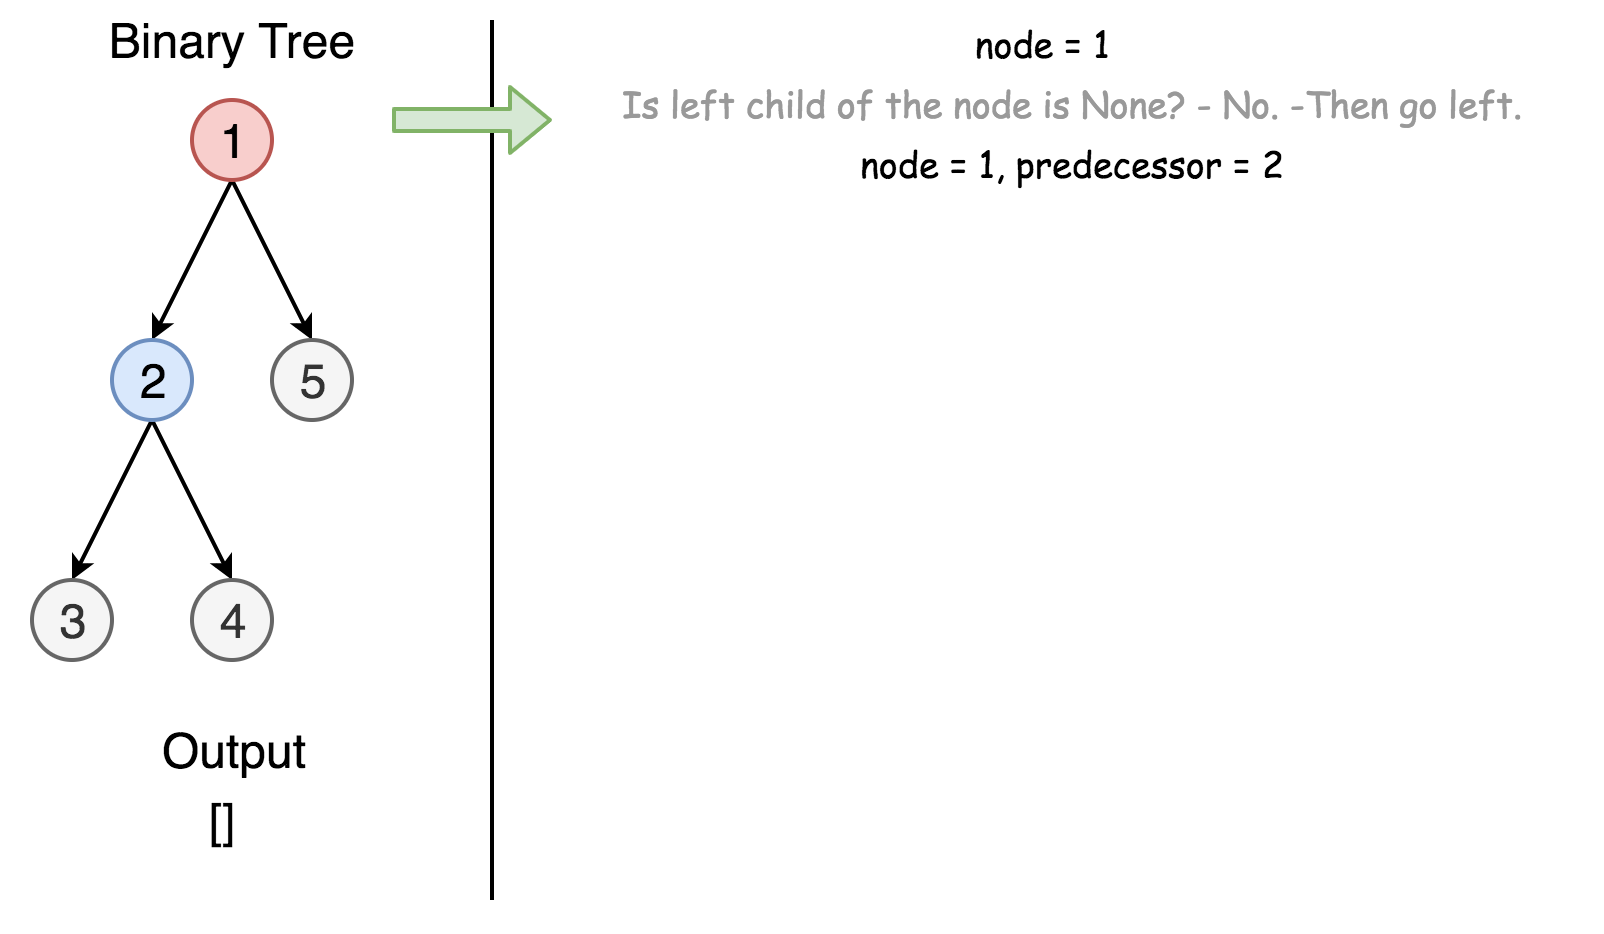 Binary Tree
1
2
5
3
4
Output
[]
node = 1
Is left child of the node is None? - No. -Then go left.
node = 1, predecessor = 2